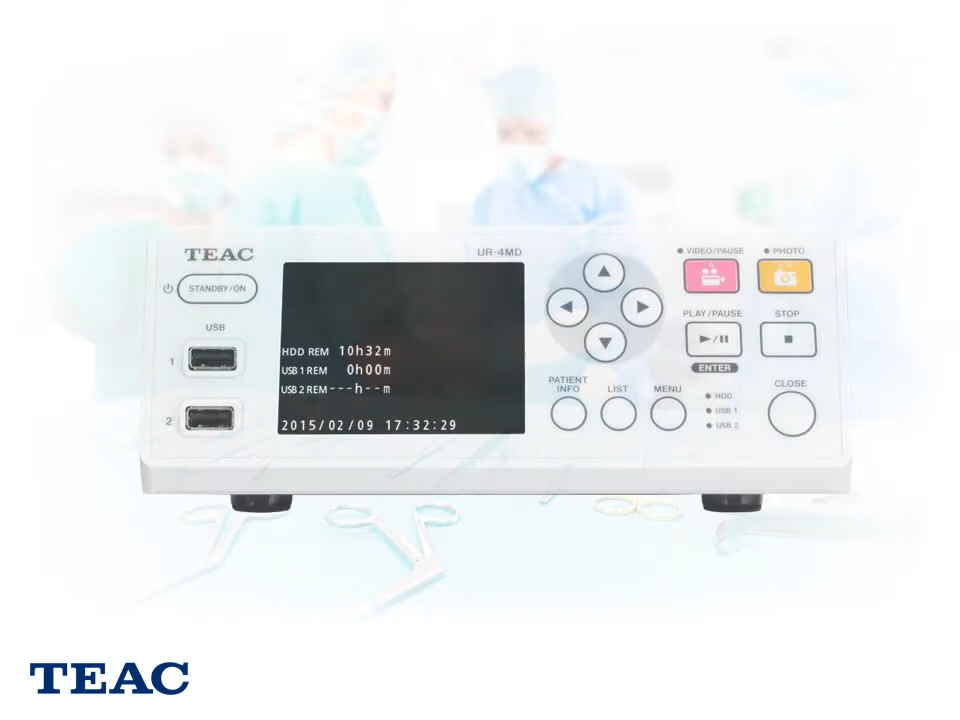 TEAC
UR-4MD
STANDBY/ON
USB
1
2
HDD REM 10h32m
USB 1 REM 0h00m
USB 2 REM ---h--m
2015/02/09 17:32:29
VIDEO/PAUSE
PHOTO
PLAY/PAUSE
STOP
ENTER
PATIENT
INFO
LIST
MENU
HDD
USB 1
USB 2
CLOSE
TEAC